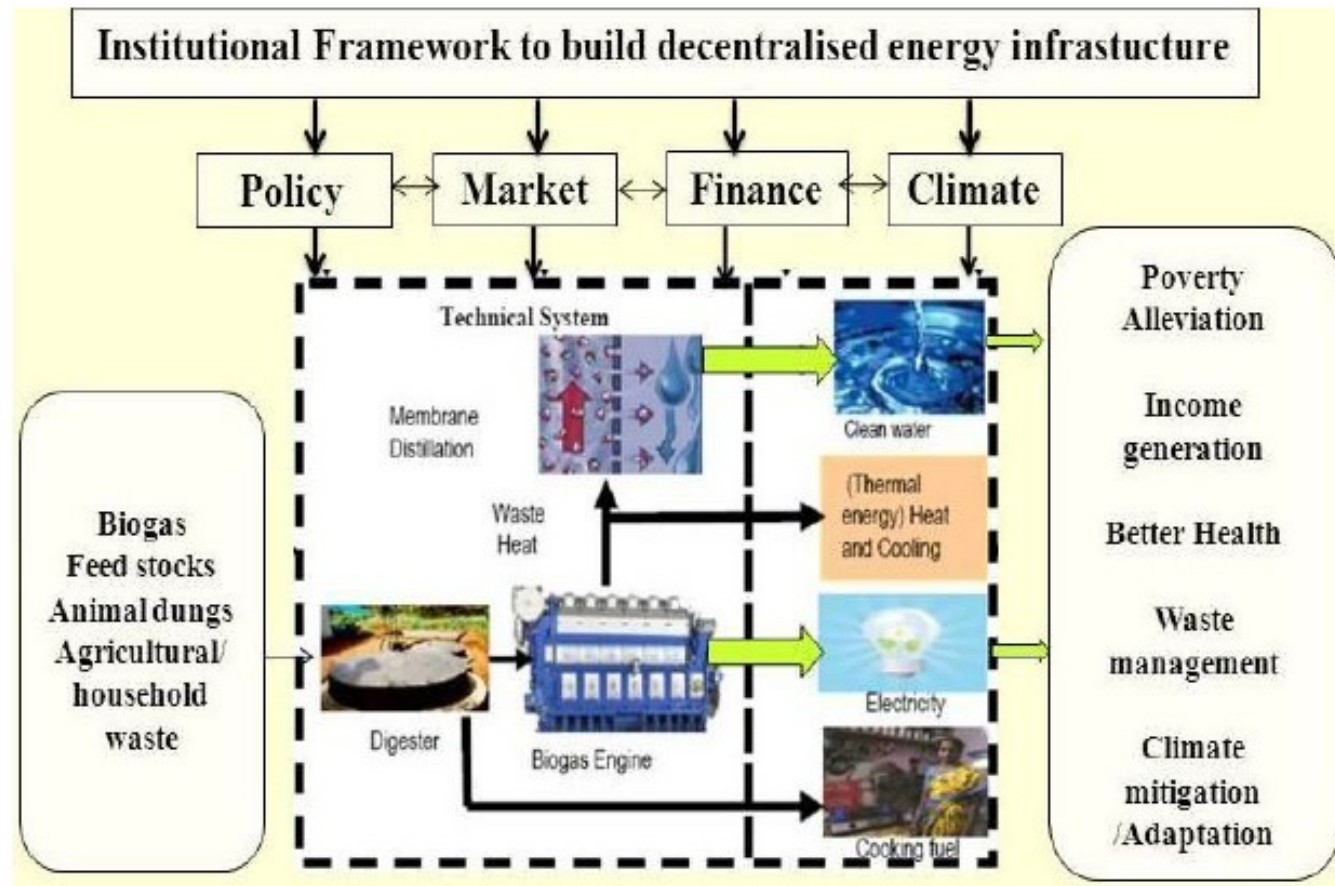 Institutional Framework to build decentralised energy infrastucture
Policy
Market
Finance
Climate
Biogas
Feed stocks
Animal dungs
Agricultural/
household
waste
Technical System
Membrane
Distillation
Waste
Heat
Digester
Biogas Engine
Clean water
(Thermal
energy) Heat
and Cooling
Electricity
Cooking fuel
Poverty
Alleviation
Income
generation
Better Health
Waste
management
Climate
mitigation
/Adaptation